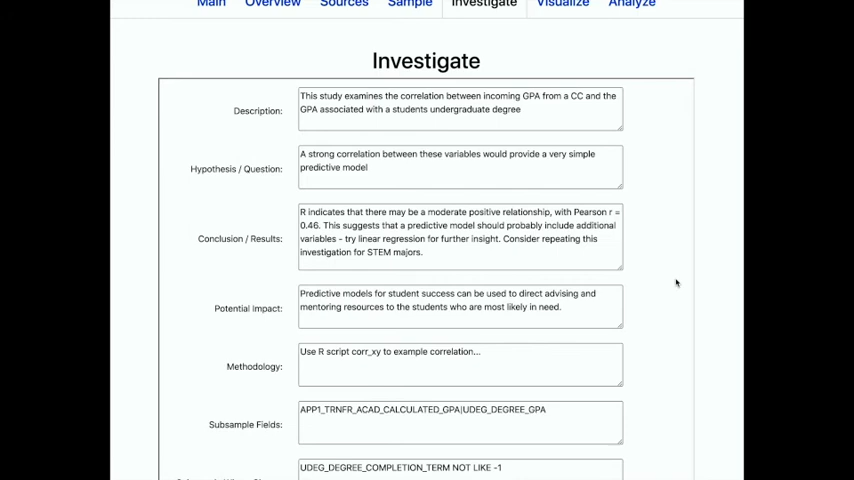 Main Overview Sources Sample Investigate Visualize Analyze
Investigate
Description:
This study examines the correlation between incoming GPA from a CC and the
GPA associated with a students undergraduate degree
Hypothesis / Question:
A strong correlation between these variables would provide a very simple
predictive model
Conclusion / Results:
R indicates that there may be a moderate positive relationship, with Pearson r =
0.46. This suggests that a predictive model should probably include additional
variables - try linear regression for further insight. Consider repeating this
investigation for STEM majors.
Potential Impact:
Predictive models for student success can be used to direct advising and
mentoring resources to the students who are most likely in need.
Methodology:
Use R script corr_xy to example correlation...
Subsample Fields:
APP1_TRNFR_ACAD_CALCULATED_GPA|UDEG_DEGREE_GPA
UDEG_DEGREE_COMPLETION_TERM NOT LIKE -1